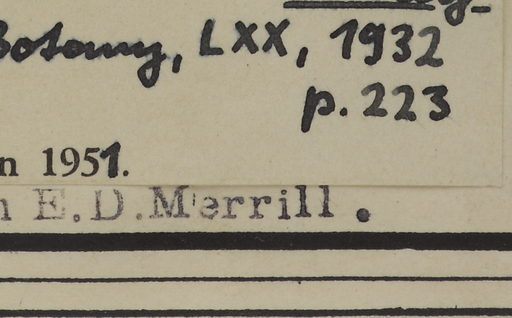 Botany, LXX, 1932
p. 223
n 1951.
n E.D.Merrill.